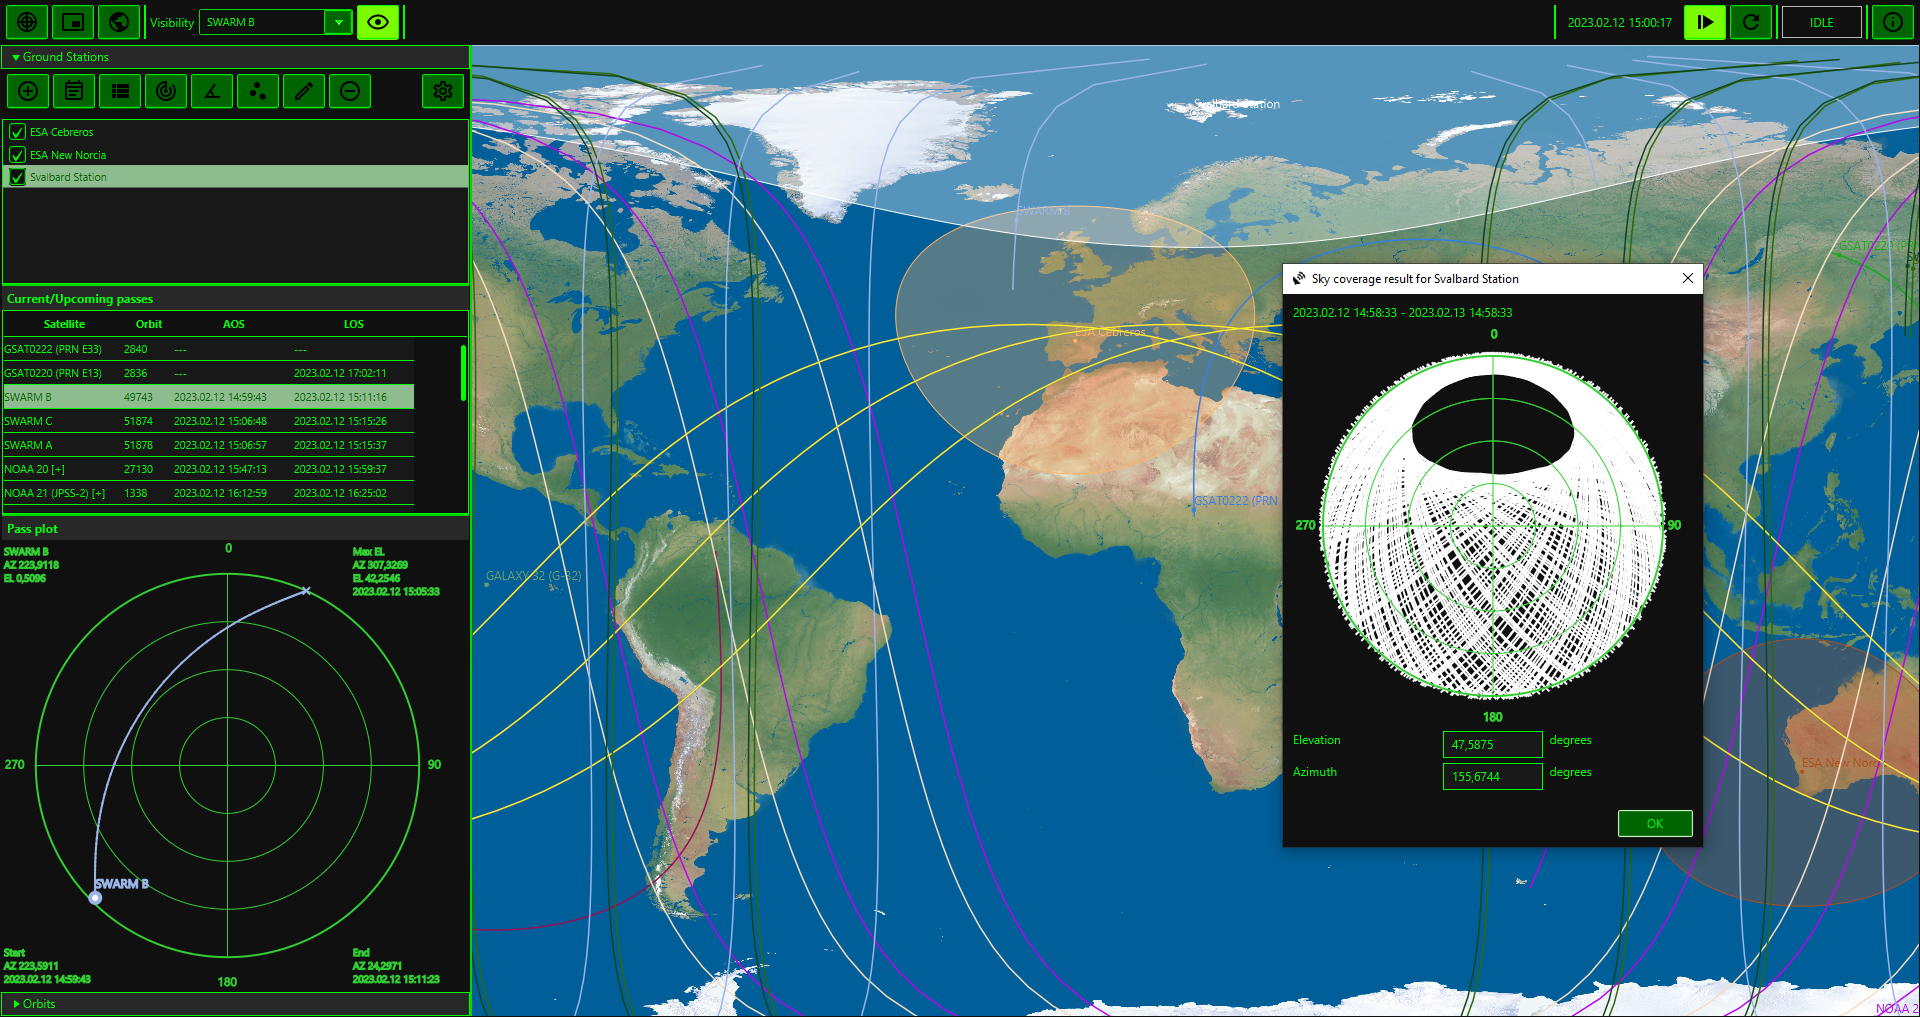 Visibility SWARM B 2023.02.12 15:00:17 IDLE
Ground Stations
ESA Cebreros
ESA New Norcia
Svalbard Station
Current/Upcoming passes
Satellite Orbit AOS LOS
GSAT0222 (PRN E33) 2840 --- ---
GSAT0220 (PRN E13) 2836 --- 2023.02.12 17:02:11
SWARM B 49743 2023.02.12 14:59:43 2023.02.12 15:11:16
SWARM C 51874 2023.02.12 15:06:48 2023.02.12 15:15:26
SWARM A 51878 2023.02.12 15:06:57 2023.02.12 15:15:37
NOAA 20 [+] 27130 2023.02.12 15:47:13 2023.02.12 15:59:37
NOAA 21 (JPSS-2) [+] 1338 2023.02.12 16:12:59 2023.02.12 16:25:02
Pass plot
SWARM B
AZ 223,9118
EL 0,5096
0
Max EL
AZ 307,3269
EL 42,2546
2023.02.12 15:05:33
270
90
SWARM B
Start
AZ 223,5911
2023.02.12 14:59:43
180
End
AZ 24,2971
2023.02.12 15:11:23
Orbits
Svalbard Station
SWARM B
ESA Cebreros
GSAT0222 (PRN
GALAXY 32 (G-32)
ESA New Norc
NOAA 2
Sky coverage result for Svalbard Station
2023.02.12 14:58:33 - 2023.02.13 14:58:33
0
270
90
180
Elevation 47,5875 degrees
Azimuth 155,6744 degrees
OK